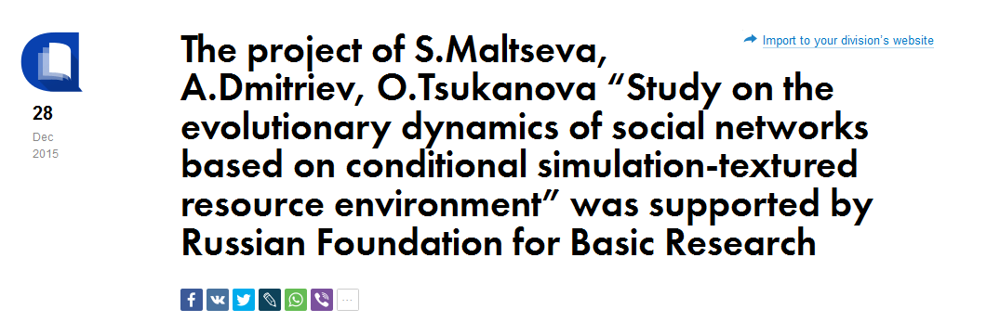 28
Dec
2015
The project of S.Maltseva,
A.Dmitriev, O.Tsukanova “Study on the
evolutionary dynamics of social networks
based on conditional simulation-textured
resource environment” was supported by
Russian Foundation for Basic Research
Import to your division’s website